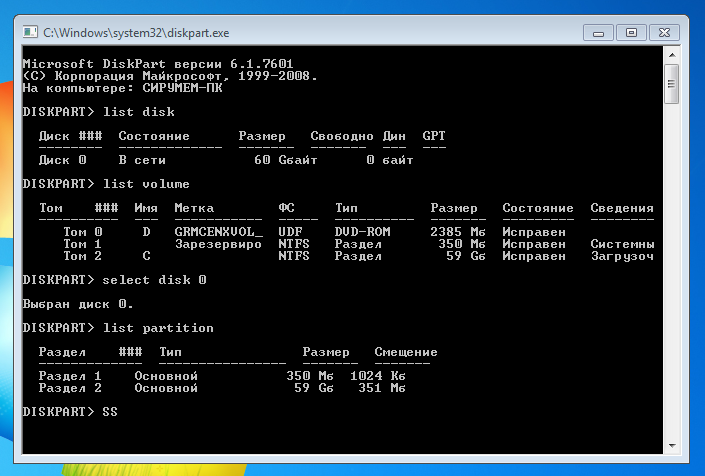 C:\Windows\system32\diskpart.exe
Microsoft DiskPart версии 6.1.7601
(C) Корпорация Майкрософт, 1999-2008.
На компьютере: СИРУМЕМ-ПК
DISKPART> list disk
Диск ### Состояние Размер Свободно Дин GPT
-------- ------------- ------- ------- --- ---
Диск 0 В сети 60 Gбайт 0 байт
DISKPART> list volume
Том ### Имя Метка ФС Тип Размер Состояние Сведения
---------- --- ----------- ----- ---------- ------- --------- --------
Том 0 D GRMCENXVOL_ UDF DVD-ROM 2385 Mб Исправен
Том 1 Зарезервиро NTFS Раздел 350 Mб Исправен Системны
Том 2 C NTFS Раздел 59 Gб Исправен Загрузоч
DISKPART> select disk 0
Выбран диск 0.
DISKPART> list partition
Раздел ### Тип Размер Смещение
------------- ---------------- ------- -------
Раздел 1 Основной 350 Mб 1024 Kб
Раздел 2 Основной 59 Gб 351 Mб
DISKPART> SS